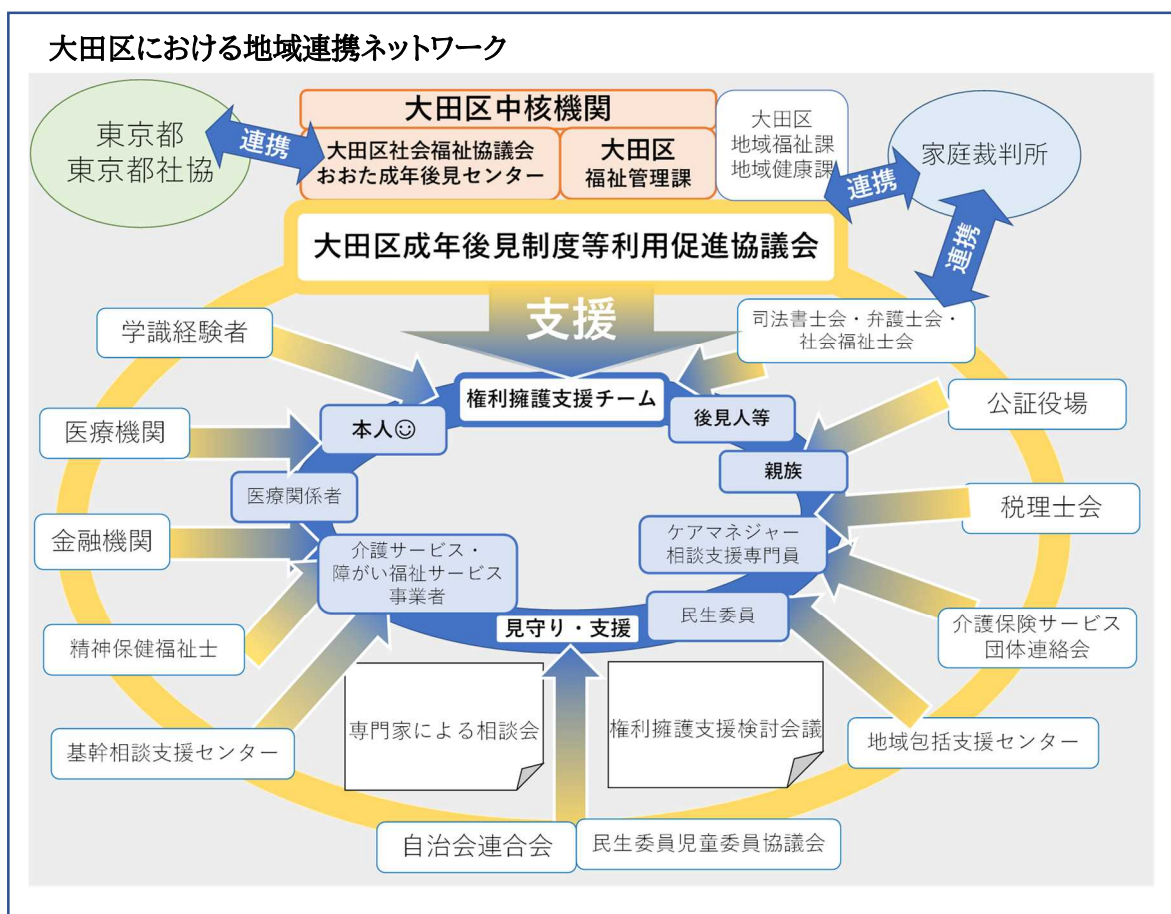 大田区における地域連携ネットワーク
東京都
東京都社協
連携
大田区中核機関
大田区社会福祉協議会
おおた成年後見センター
大田区
福祉管理課
大田区
地域福祉課
地域健康課
連携
家庭裁判所
連携
大田区成年後見制度等利用促進協議会
支援
学識経験者
司法書士会・弁護士会・
社会福祉士会
権利擁護支援チーム
本人☺
後見人等
公証役場
医療機関
親族
医療関係者
税理士会
金融機関
介護サービス・
障がい福祉サービス
事業者
ケアマネジャー
相談支援専門員
民生委員
見守り・支援
精神保健福祉士
介護保険サービス
団体連絡会
専門家による相談会
権利擁護支援検討会議
基幹相談支援センター
地域包括支援センター
自治会連合会
民生委員児童委員協議会